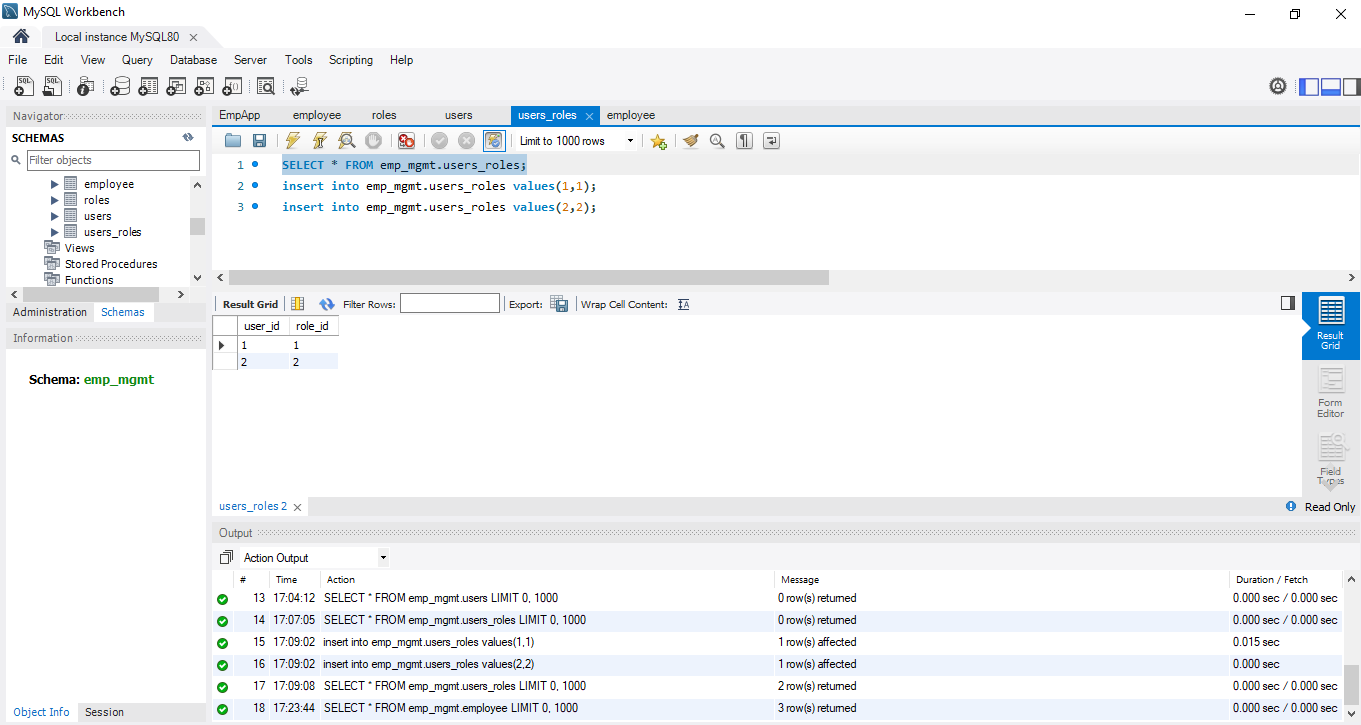 MySQL Workbench
Local instance MySQL80
File Edit View Query Database Server Tools Scripting Help
Navigator
SCHEMAS
Filter objects
employee
roles
users
users_roles
Views
Stored Procedures
Functions
Administration Schemas
Information
Schema: emp_mgmt
Object Info Session
EmpApp employee roles users users_roles employee
Limit to 1000 rows
1 SELECT * FROM emp_mgmt.users_roles;
2 insert into emp_mgmt.users_roles values(1,1);
3 insert into emp_mgmt.users_roles values(2,2);
Result Grid Filter Rows: Export: Wrap Cell Content:
user_id role_id
1 1
2 2
Result
Grid
Form
Editor
Field
Types
users_roles 2
Read Only
Output
Action Output
# Time Action Message Duration / Fetch
13 17:04:12 SELECT * FROM emp_mgmt.users LIMIT 0, 1000 0 row(s) returned 0.000 sec / 0.000 sec
14 17:07:05 SELECT * FROM emp_mgmt.users_roles LIMIT 0, 1000 0 row(s) returned 0.000 sec / 0.000 sec
15 17:09:02 insert into emp_mgmt.users_roles values(1,1) 1 row(s) affected 0.015 sec
16 17:09:02 insert into emp_mgmt.users_roles values(2,2) 1 row(s) affected 0.000 sec
17 17:09:08 SELECT * FROM emp_mgmt.users_roles LIMIT 0, 1000 2 row(s) returned 0.000 sec / 0.000 sec
18 17:23:44 SELECT * FROM emp_mgmt.employee LIMIT 0, 1000 3 row(s) returned 0.000 sec / 0.000 sec